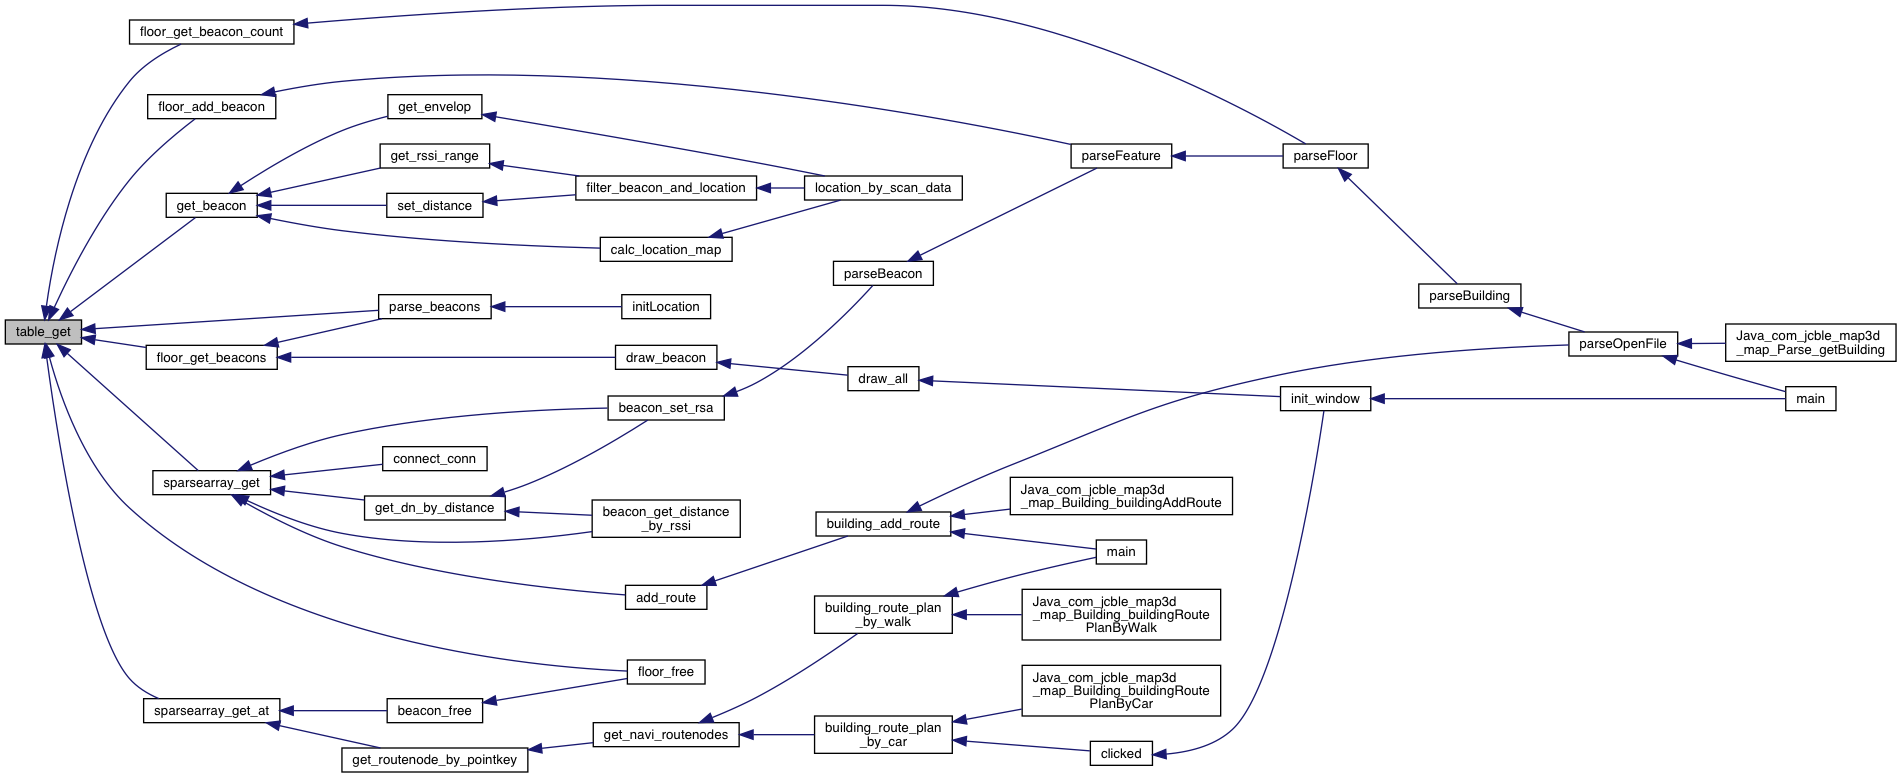 table_get
floor_get_beacon_count
floor_add_beacon
get_beacon
parse_beacons
floor_get_beacons
sparsearray_get
sparsearray_get_at
get_envelop
get_rssi_range
set_distance
calc_location_map
filter_beacon_and_location
location_by_scan_data
initLocation
draw_beacon
draw_all
beacon_set_rsa
connect_conn
get_dn_by_distance
beacon_get_distance
_by_rssi
add_route
floor_free
beacon_free
get_routenode_by_pointkey
get_navi_routenodes
parseBeacon
parseFeature
parseFloor
parseBuilding
parseOpenFile
Java_com_jcble_map3d
_map_Parse_getBuilding
main
init_window
building_add_route
Java_com_jcble_map3d
_map_Building_buildingAddRoute
main
building_route_plan
_by_walk
Java_com_jcble_map3d
_map_Building_buildingRoute
PlanByWalk
building_route_plan
_by_car
Java_com_jcble_map3d
_map_Building_buildingRoute
PlanByCar
clicked